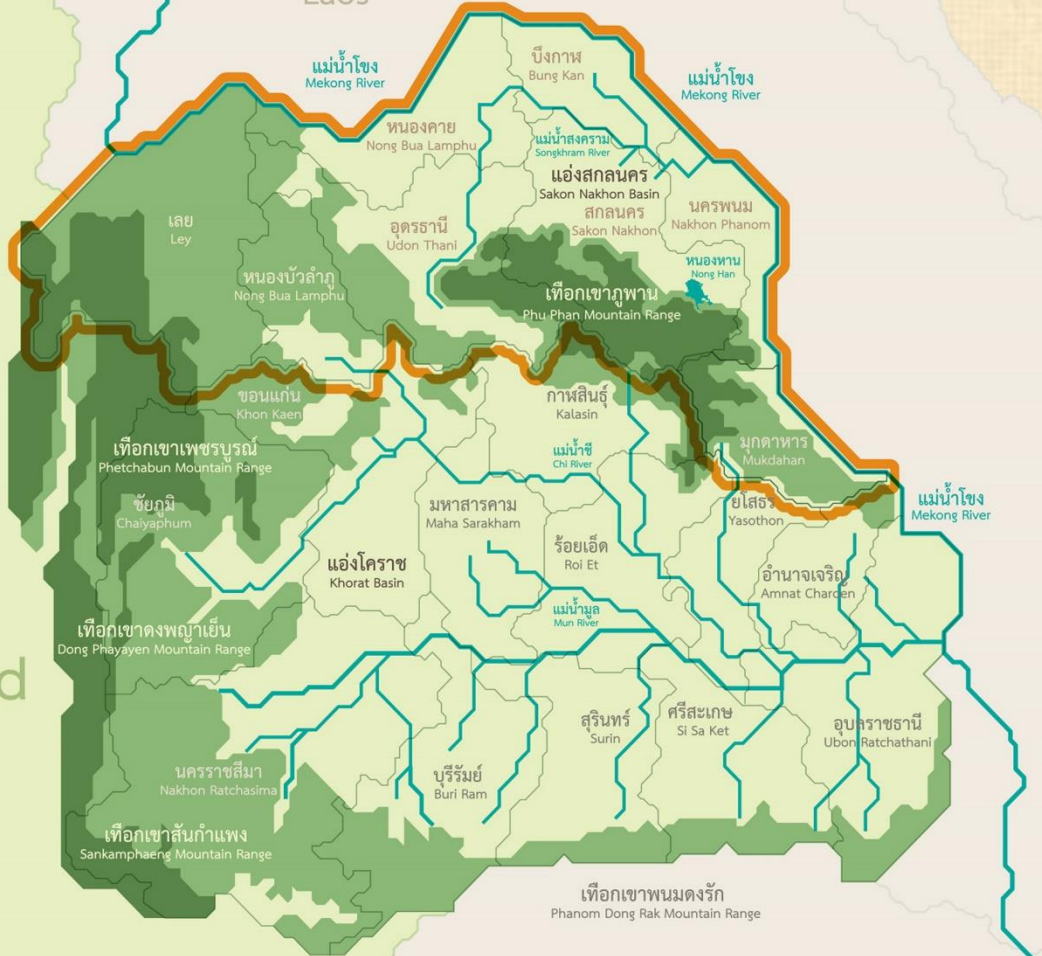 Laos
แม่น้ำโขง
Mekong River
บึงกาฬ
Bung Kan
แม่น้ำโขง
Mekong River
หนองคาย
Nong Bua Lamphu
แม่น้ำสงคราม
Songkhram River
แอ่งสกลนคร
Sakon Nakhon Basin
สกลนคร
Sakon Nakhon
นครพนม
Nakhon Phanom
เลย
Ley
อุดรธานี
Udon Thani
หนองหาน
Nong Han
หนองบัวลำภู
Nong Bua Lamphu
เทือกเขาภูพาน
Phu Phan Mountain Range
ขอนแก่น
Khon Kaen
กาฬสินธุ์
Kalasin
เทือกเขาเพชรบูรณ์
Phetchabun Mountain Range
แม่น้ำชี
Chi River
มุกดาหาร
Mukdahan
ชัยภูมิ
Chaiyaphum
มหาสารคาม
Maha Sarakham
ยโสธร
Yasothon
แม่น้ำโขง
Mekong River
แอ่งโคราช
Khorat Basin
ร้อยเอ็ด
Roi Et
อำนาจเจริญ
Amnat Charoen
แม่น้ำมูล
Mun River
เทือกเขาดงพญาเย็น
Dong Phayayen Mountain Range
d
สุรินทร์
Surin
ศรีสะเกษ
Si Sa Ket
อุบลราชธานี
Ubon Ratchathani
นครราชสีมา
Nakhon Ratchasima
บุรีรัมย์
Buri Ram
เทือกเขาสันกำแพง
Sankamphaeng Mountain Range
เทือกเขาพนมดงรัก
Phanom Dong Rak Mountain Range